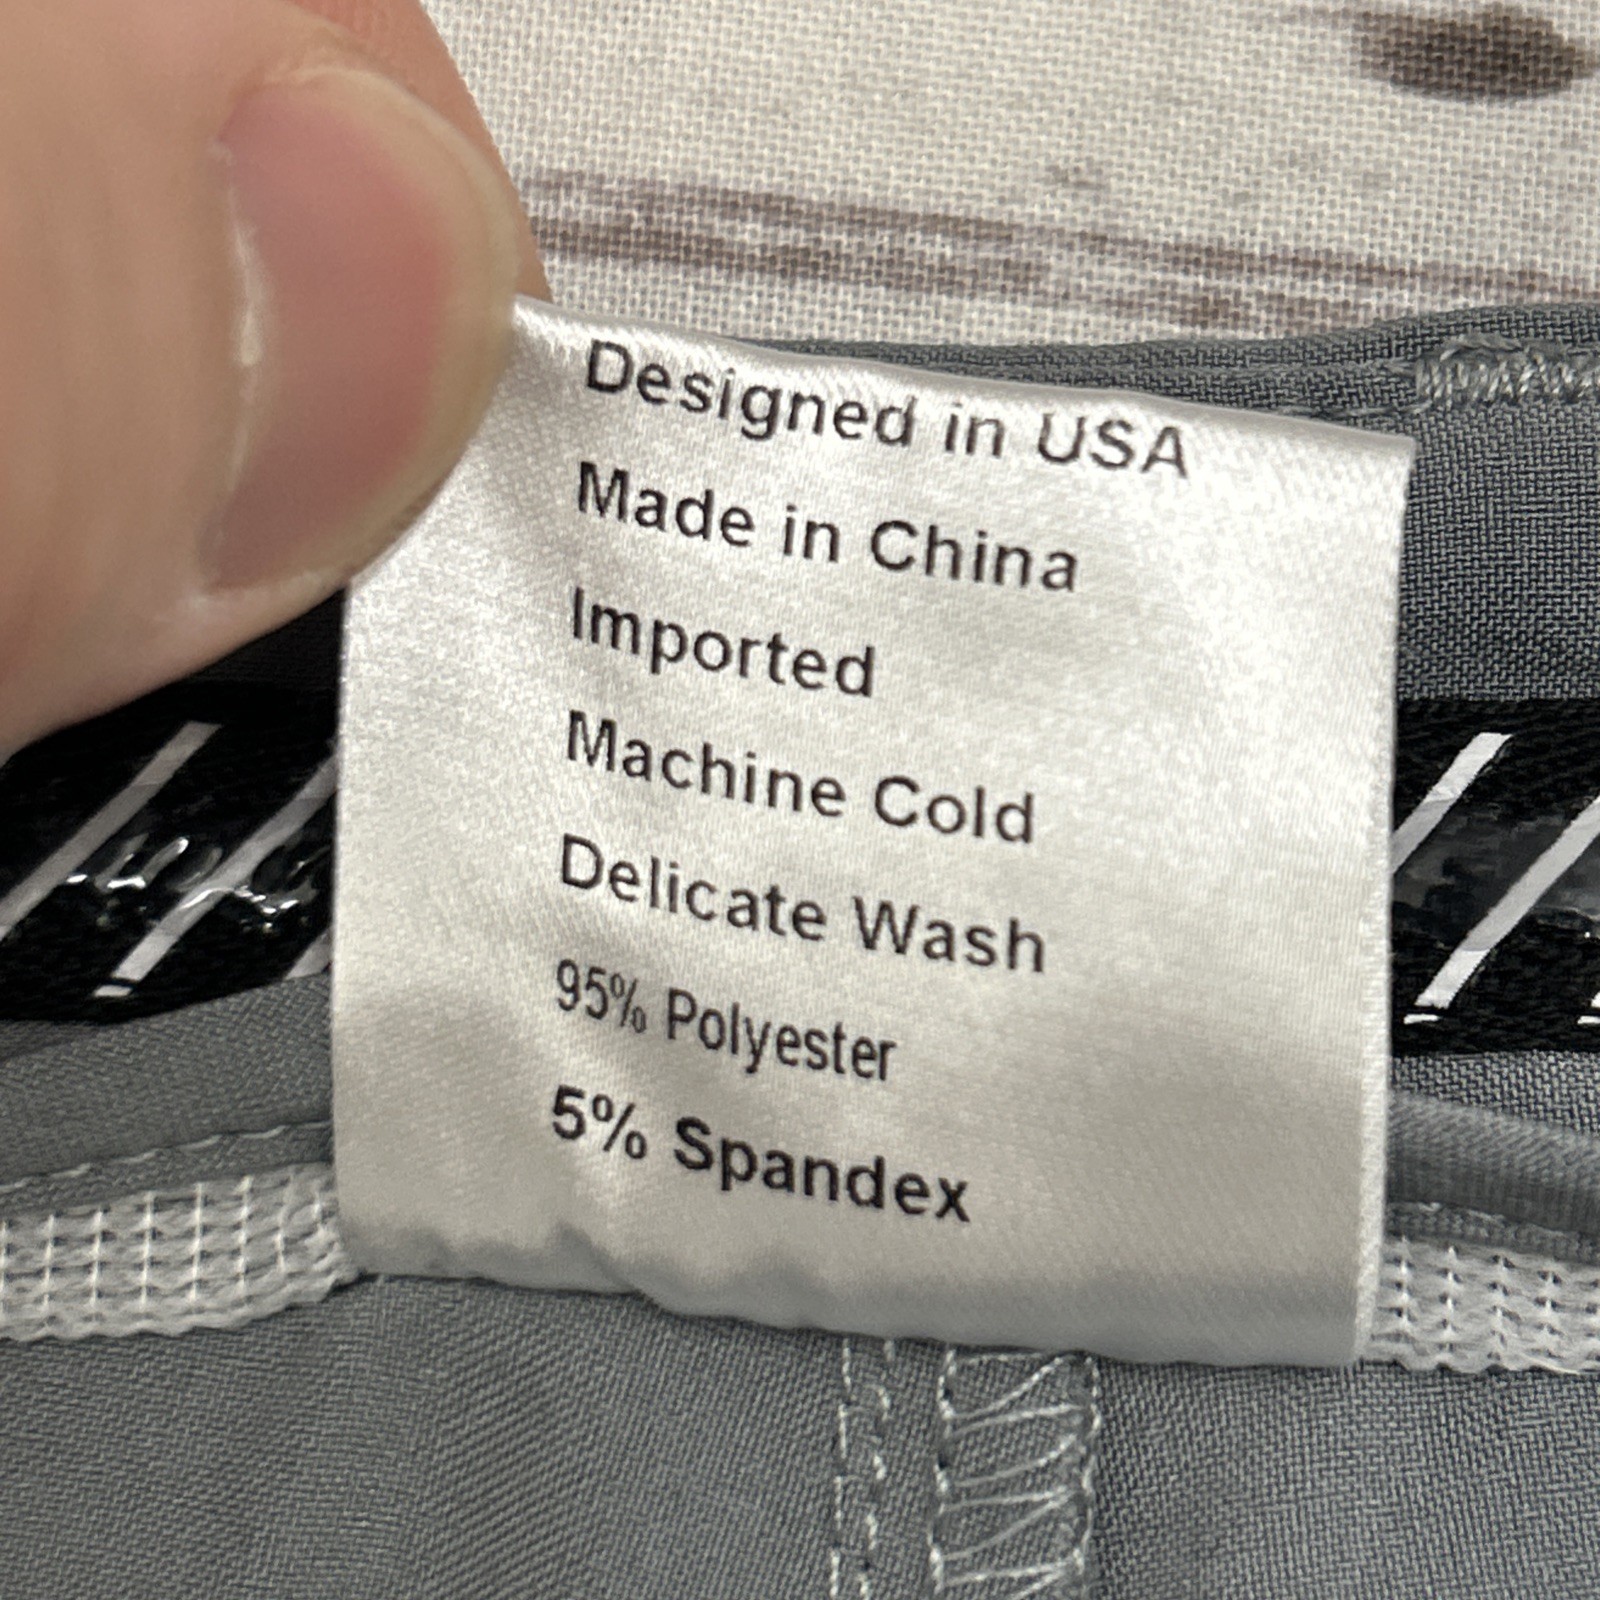 Designed in USA
Made in China
Imported
Machine Cold
Delicate Wash
95% Polyester
5% Spandex